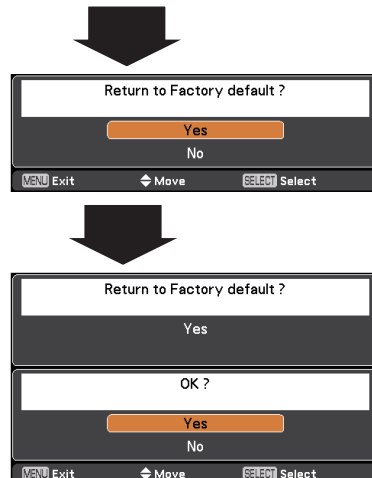 Return to Factory default ?
Yes
No
MENU Exit Move SELECT Select
Return to Factory default ?
Yes
OK ?
Yes
No
MENU Exit Move SELECT Select